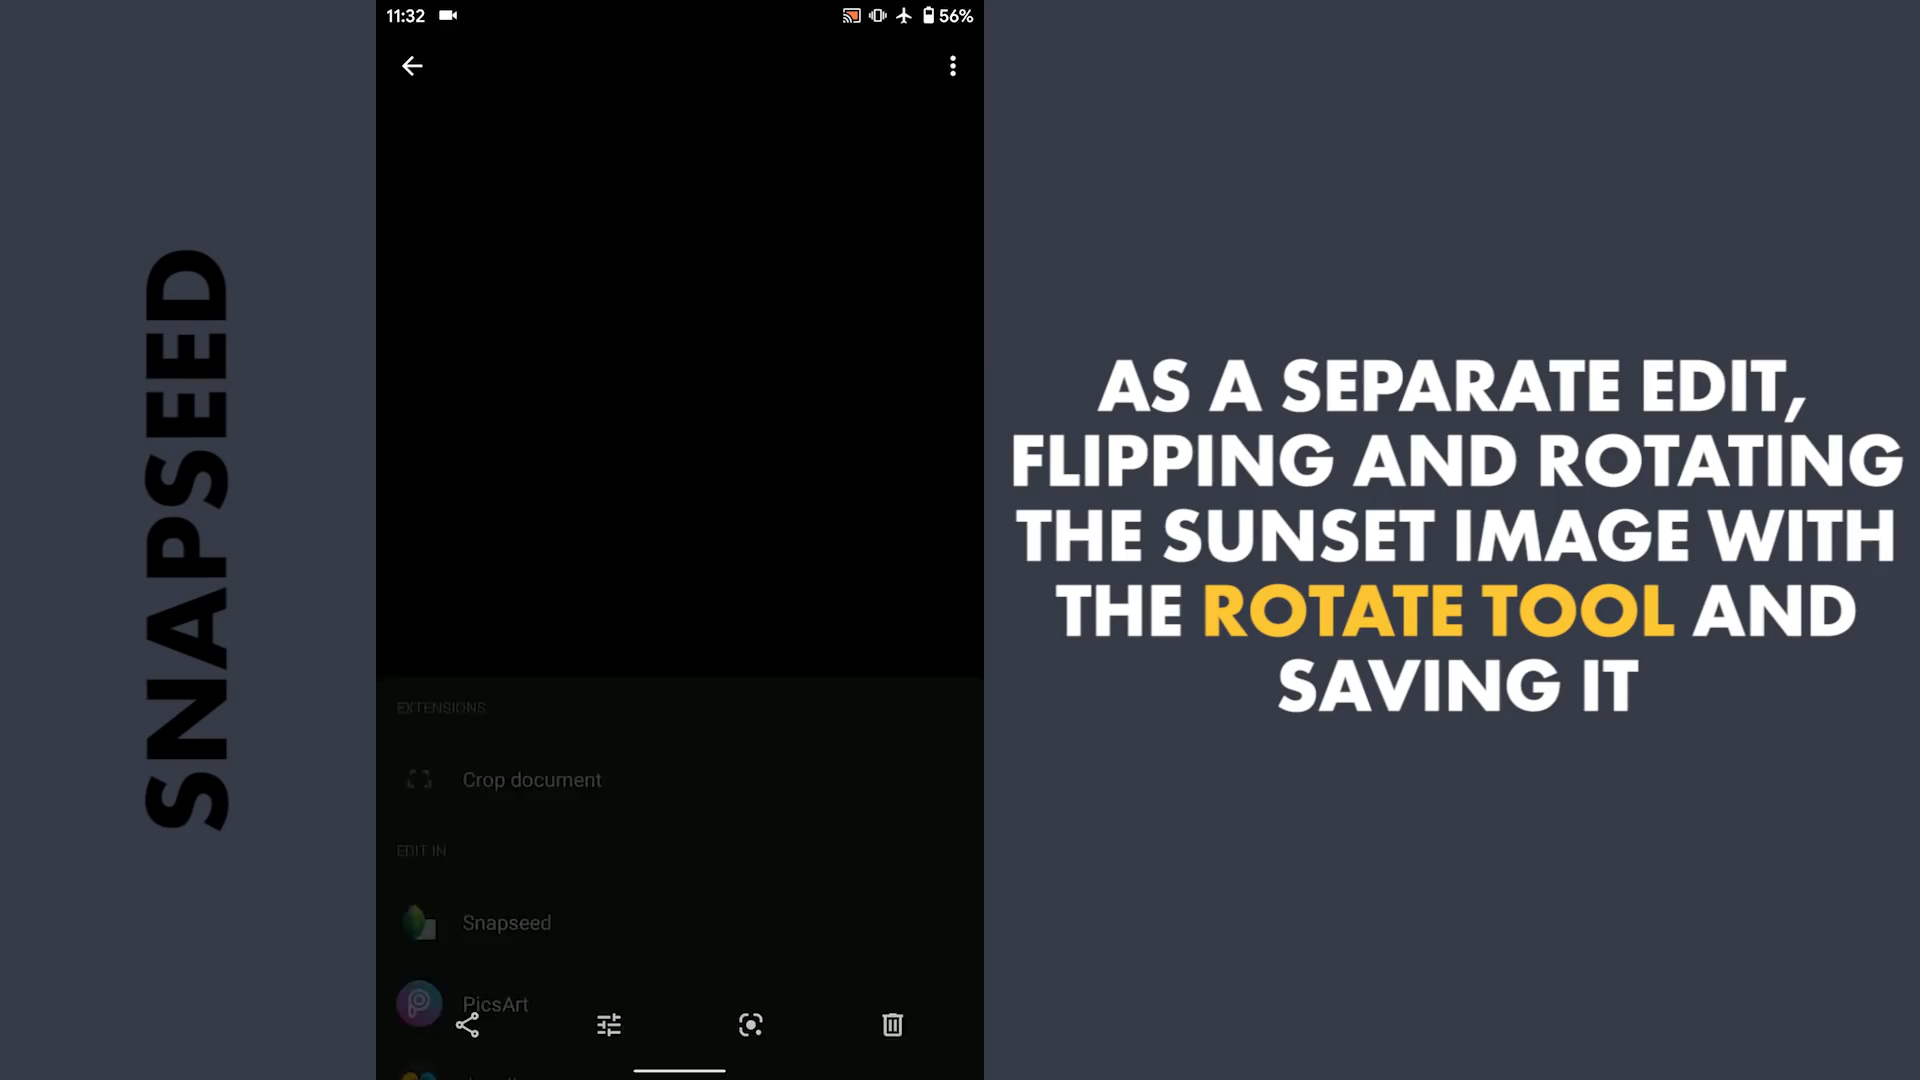 SNAPSEED
11:32
56%
EXTENSIONS
Crop document
EDIT IN
Snapseed
PicsArt
AS A SEPARATE EDIT,
FLIPPING AND ROTATING
THE SUNSET IMAGE WITH
THE ROTATE TOOL AND
SAVING IT